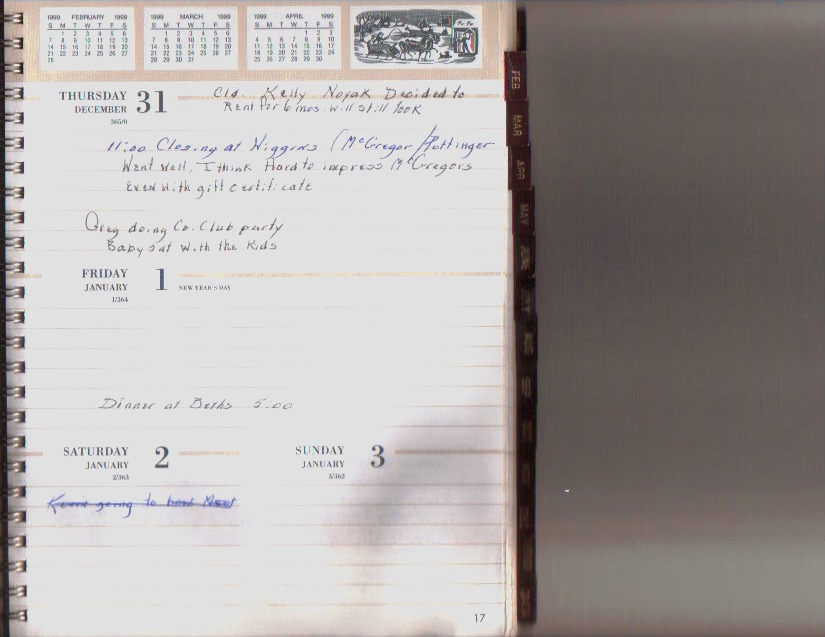 1999 FEBRUARY 1999
S M T W T F S
1 2 3 4 5 6
7 8 9 10 11 12 13
14 15 16 17 18 19 20
21 22 23 24 25 26 27
28
1999 MARCH 1999
S M T W T F S
1 2 3 4 5 6
7 8 9 10 11 12 13
14 15 16 17 18 19 20
21 22 23 24 25 26 27
28 29 30 31
1999 APRIL 1999
S M T W T F S
1 2 3
4 5 6 7 8 9 10
11 12 13 14 15 16 17
18 19 20 21 22 23 24
25 26 27 28 29 30
FEB
MAR
APR
MAY
THURSDAY 31
DECEMBER
365/0
Cld. Kelly Novak Decided to
Rent for 6 mos will still look
11:00 Closing at Wiggens (McGregor/Hottinger
Went well, I think Hard to impress McGregors
Even with gift certificate
Greg doing Co. Club party
Babysat with the Kids
FRIDAY 1
JANUARY
NEW YEAR'S DAY
1/364
Dinner at Beths 5:00
SATURDAY 2
JANUARY
2/363
going to
SUNDAY 3
JANUARY
3/362
17